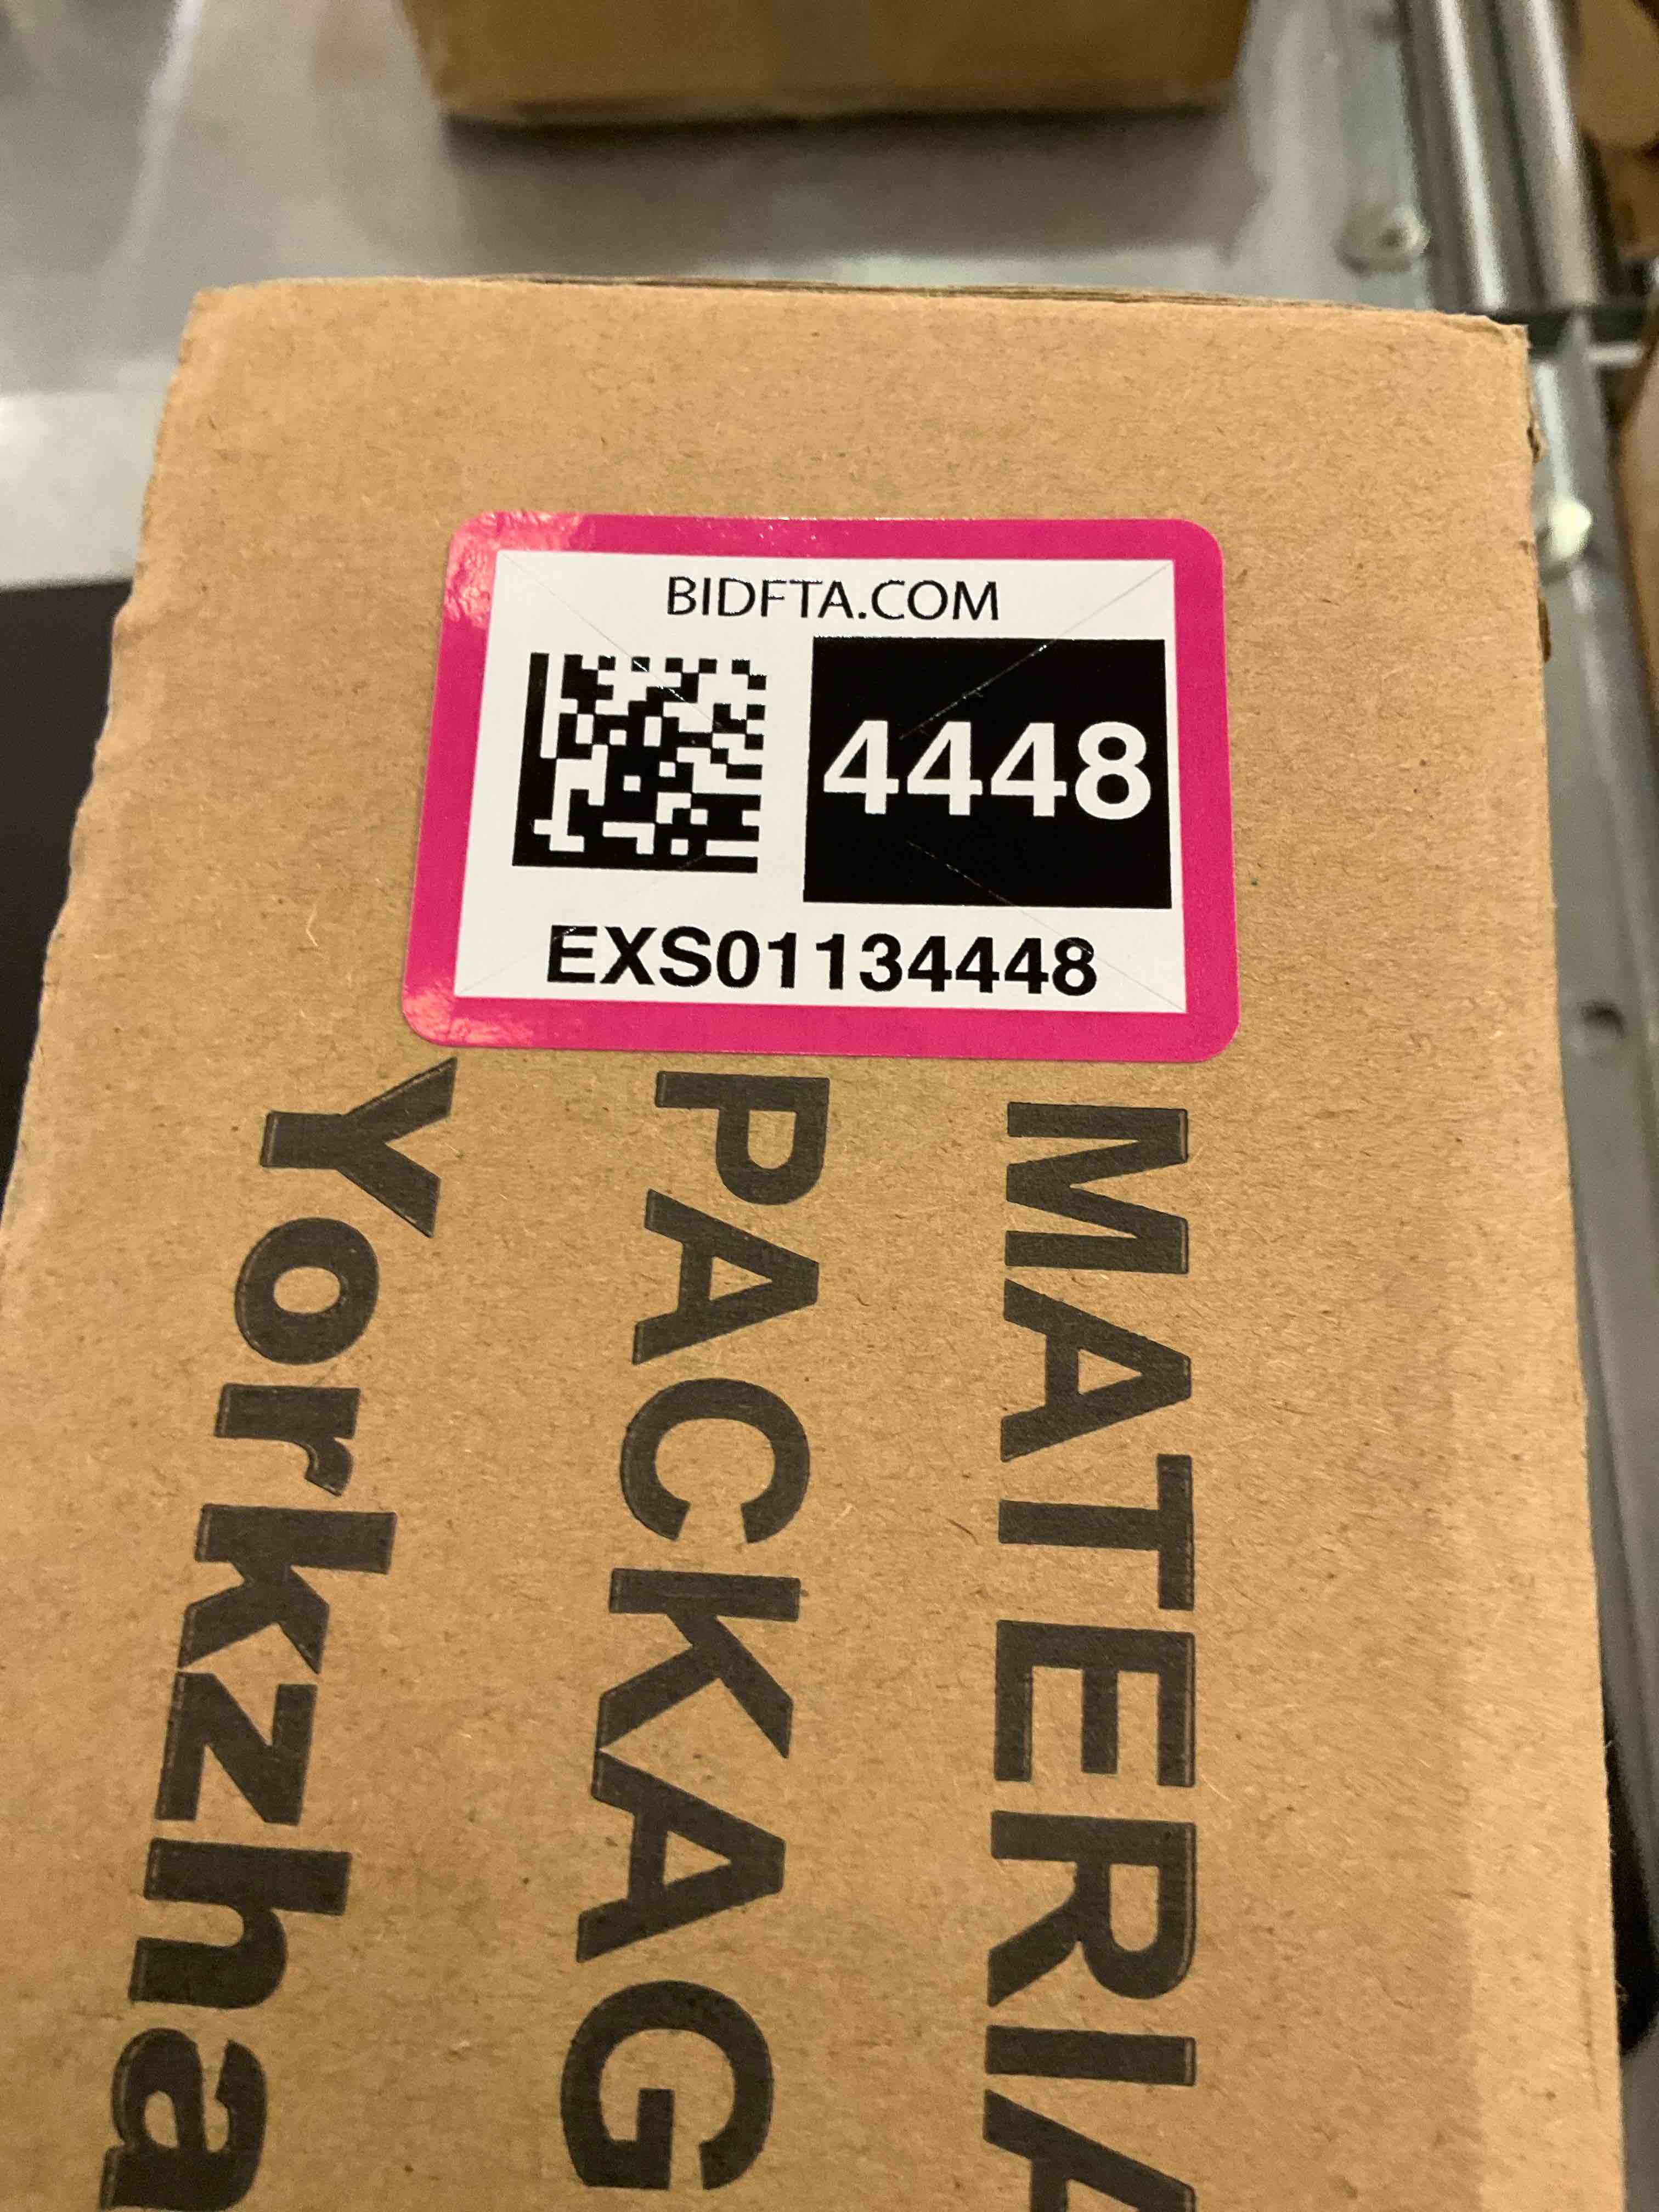 BIDFTA.COM
4448
EXS01134448
MATERIA
PACKAG
Yorkzha